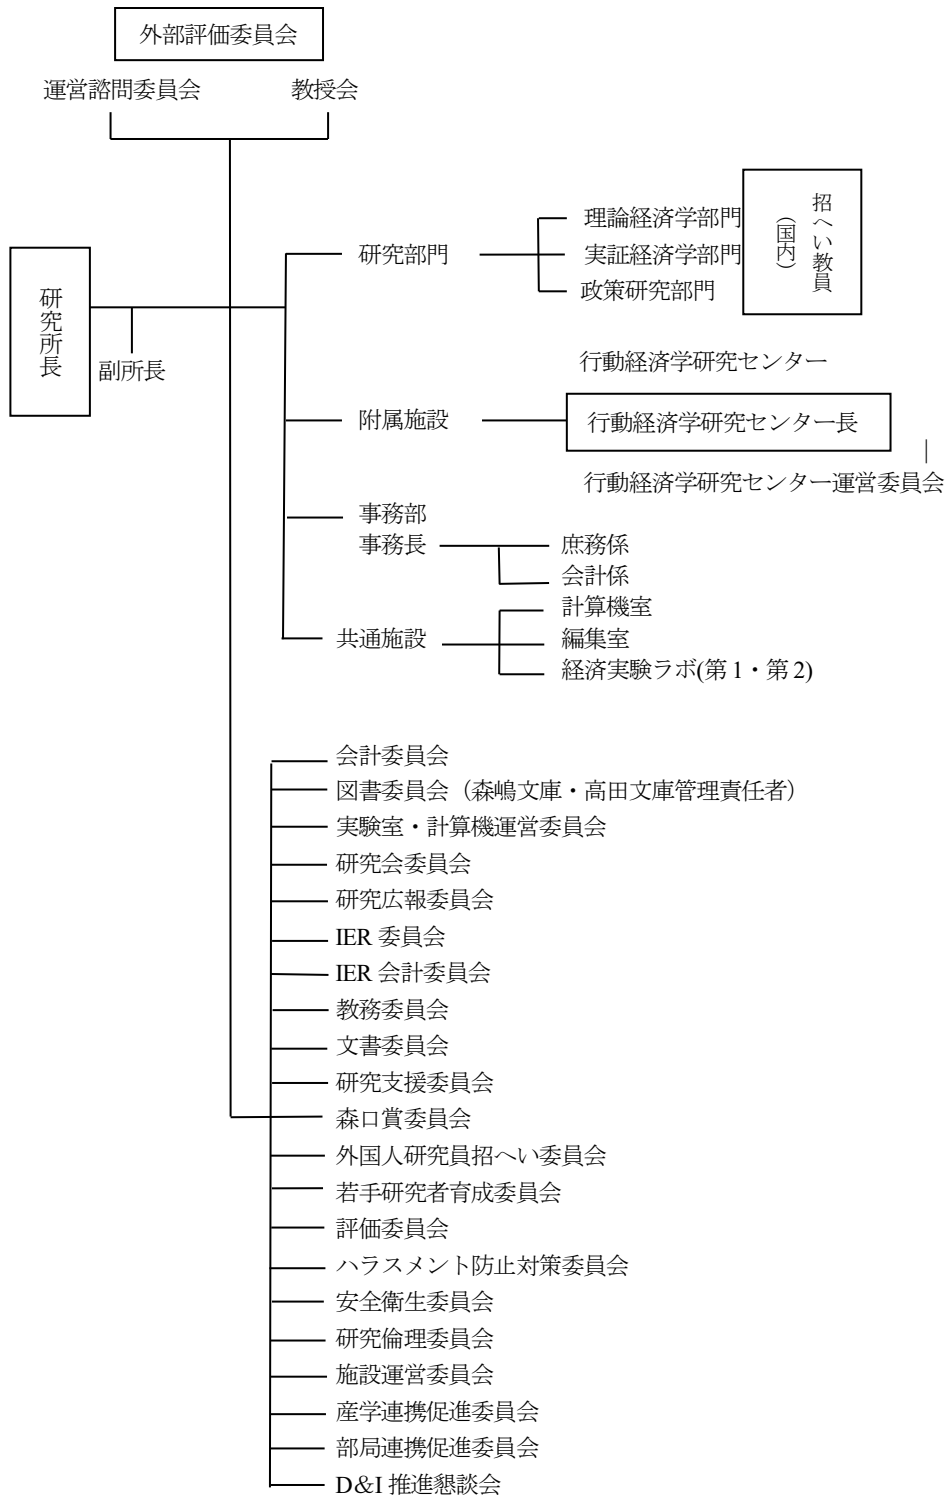 外部評価委員会
運営諮問委員会
教授会
研究所長
副所長
研究部門
理論経済学部門
実証経済学部門
政策研究部門
招へい教員
(国内)
行動経済学研究センター
附属施設
行動経済学研究センター長
行動経済学研究センター運営委員会
事務部
事務長
庶務係
会計係
共通施設
計算機室
編集室
経済実験ラボ(第1・第2)
会計委員会
図書委員会（森嶋文庫・高田文庫管理責任者）
実験室・計算機運営委員会
研究会委員会
研究広報委員会
IER 委員会
IER 会計委員会
教務委員会
文書委員会
研究支援委員会
森口賞委員会
外国人研究員招へい委員会
若手研究者育成委員会
評価委員会
ハラスメント防止対策委員会
安全衛生委員会
研究倫理委員会
施設運営委員会
産学連携促進委員会
部局連携促進委員会
D＆I 推進懇談会